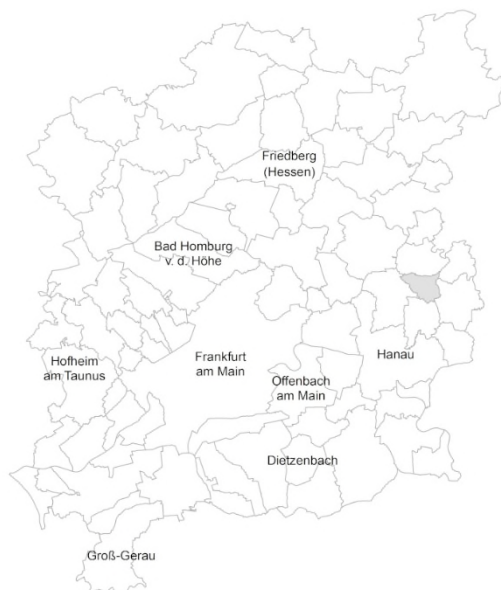 Friedberg
(Hessen)
Bad Homburg
v. d. Höhe
Hofheim
am Taunus
Frankfurt
am Main
Hanau
Offenbach
am Main
Dietzenbach
Groß-Gerau